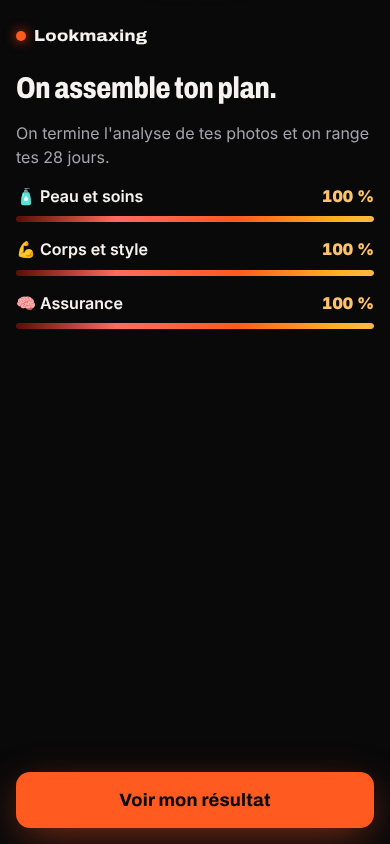 Lookmaxing
On assemble ton plan.
On termine l'analyse de tes photos et on range
tes 28 jours.
Peau et soins 100 %
Corps et style 100 %
Assurance 100 %
Voir mon résultat